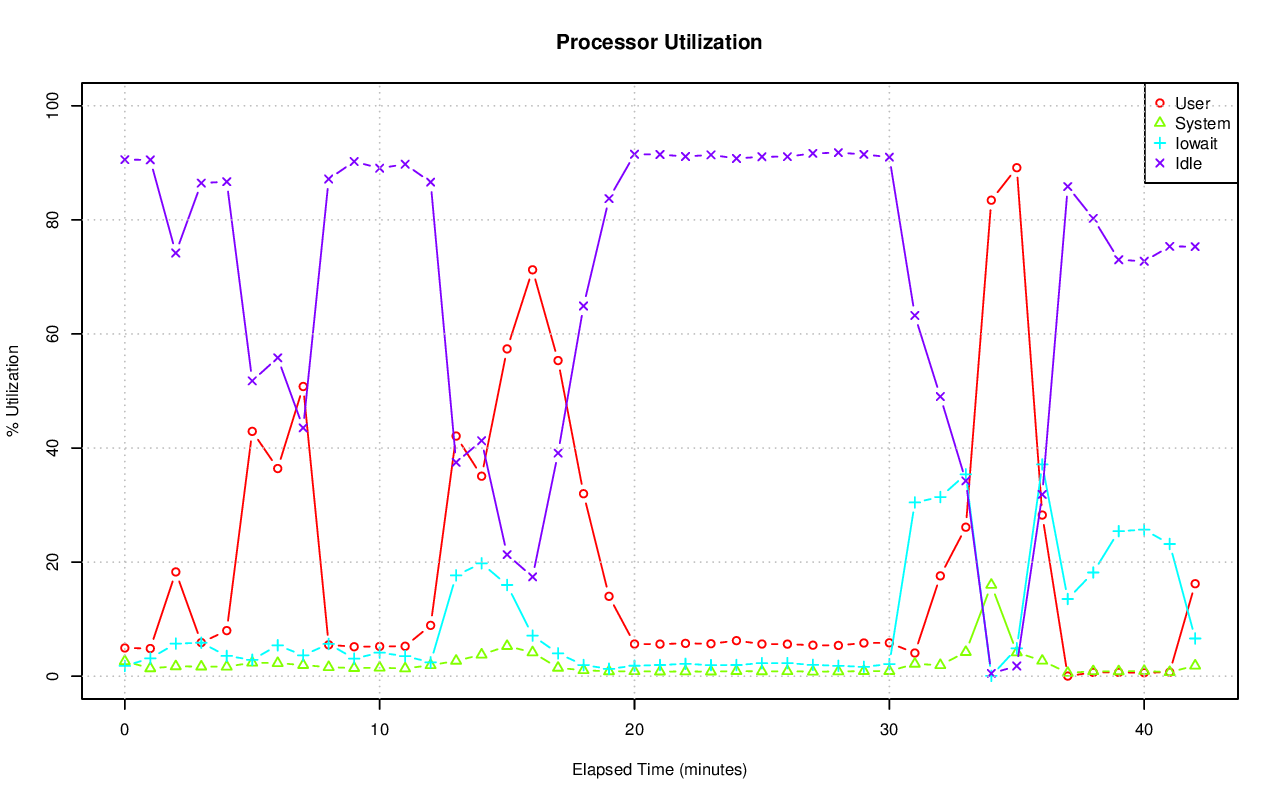 Processor Utilization
100
80
60
40
20
0
% Utilization
User
System
Iowait
Idle
0 10 20 30 40
Elapsed Time (minutes)